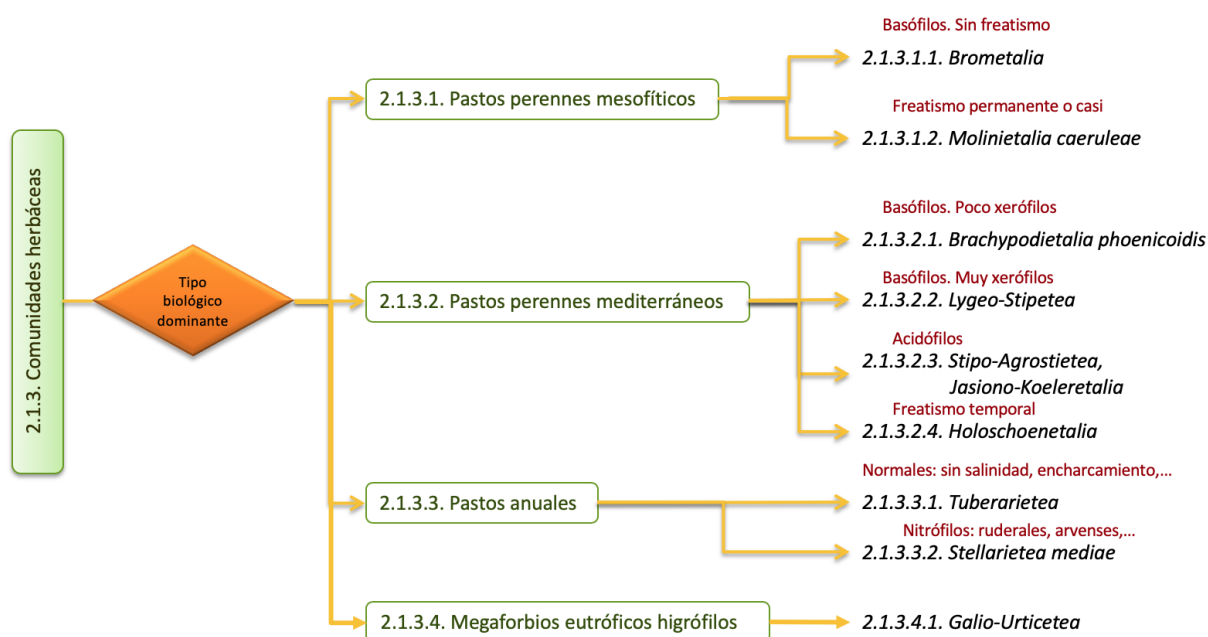 2.1.3. Comunidades herbáceas
Tipo
biológico
dominante
2.1.3.1. Pastos perennes mesofíticos
Basófilos. Sin freatismo
2.1.3.1.1. Brometalia
Freatismo permanente o casi
2.1.3.1.2. Molinietalia caeruleae
2.1.3.2. Pastos perennes mediterráneos
Basófilos. Poco xerófilos
2.1.3.2.1. Brachypodietalia phoenicoidis
Basófilos. Muy xerófilos
2.1.3.2.2. Lygeo-Stipetea
Acidófilos
2.1.3.2.3. Stipo-Agrostietea,
Jasiono-Koeleretalia
Freatismo temporal
2.1.3.2.4. Holoschoenetalia
2.1.3.3. Pastos anuales
Normales: sin salinidad, encharcamiento,...
2.1.3.3.1. Tuberarietea
Nitrófilos: ruderales, arvenses,...
2.1.3.3.2. Stellarietea mediae
2.1.3.4. Megaforbios eutróficos higrófilos
2.1.3.4.1. Galio-Urticetea